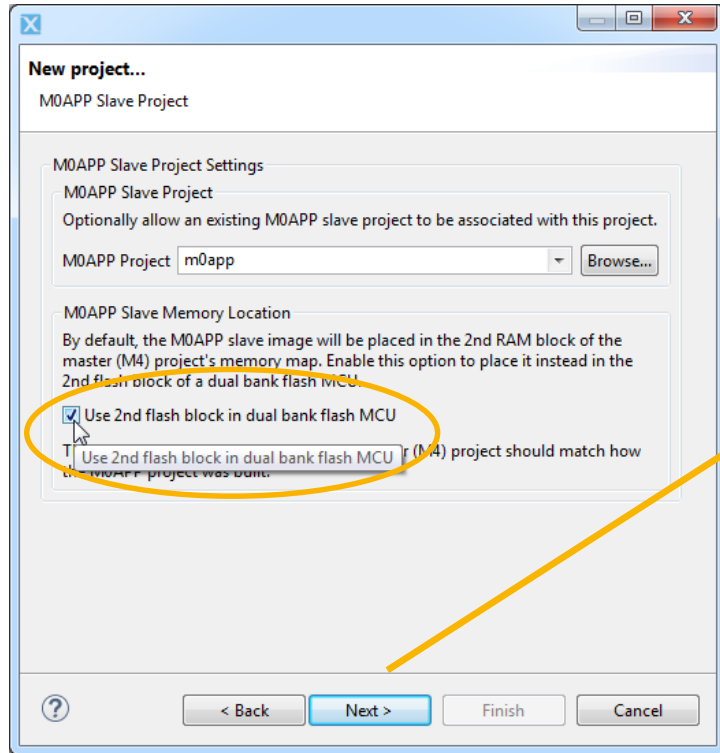 X
New project...
M0APP Slave Project
M0APP Slave Project Settings
M0APP Slave Project
Optionally allow an existing M0APP slave project to be associated with this project.
M0APP Project m0app Browse...
M0APP Slave Memory Location
By default, the M0APP slave image will be placed in the 2nd RAM block of the
master (M4) project's memory map. Enable this option to place it instead in the
2nd flash block of a dual bank flash MCU.
Use 2nd flash block in dual bank flash MCU
T r (M4) project should match how
Use 2nd flash block in dual bank flash MCU
the M0APP project was built.
? < Back Next > Finish Cancel